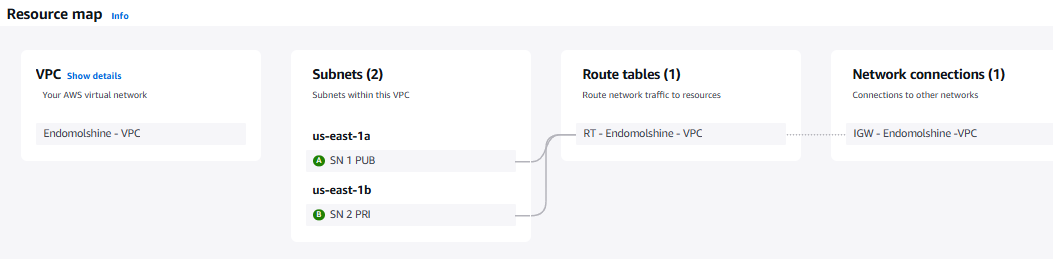 Resource map Info
VPC Show details
Your AWS virtual network
Endomolshine - VPC
Subnets (2)
Subnets within this VPC
us-east-1a
A SN 1 PUB
us-east-1b
B SN 2 PRI
Route tables (1)
Route network traffic to resources
RT - Endomolshine - VPC
Network connections (1)
Connections to other networks
IGW - Endomolshine -VPC